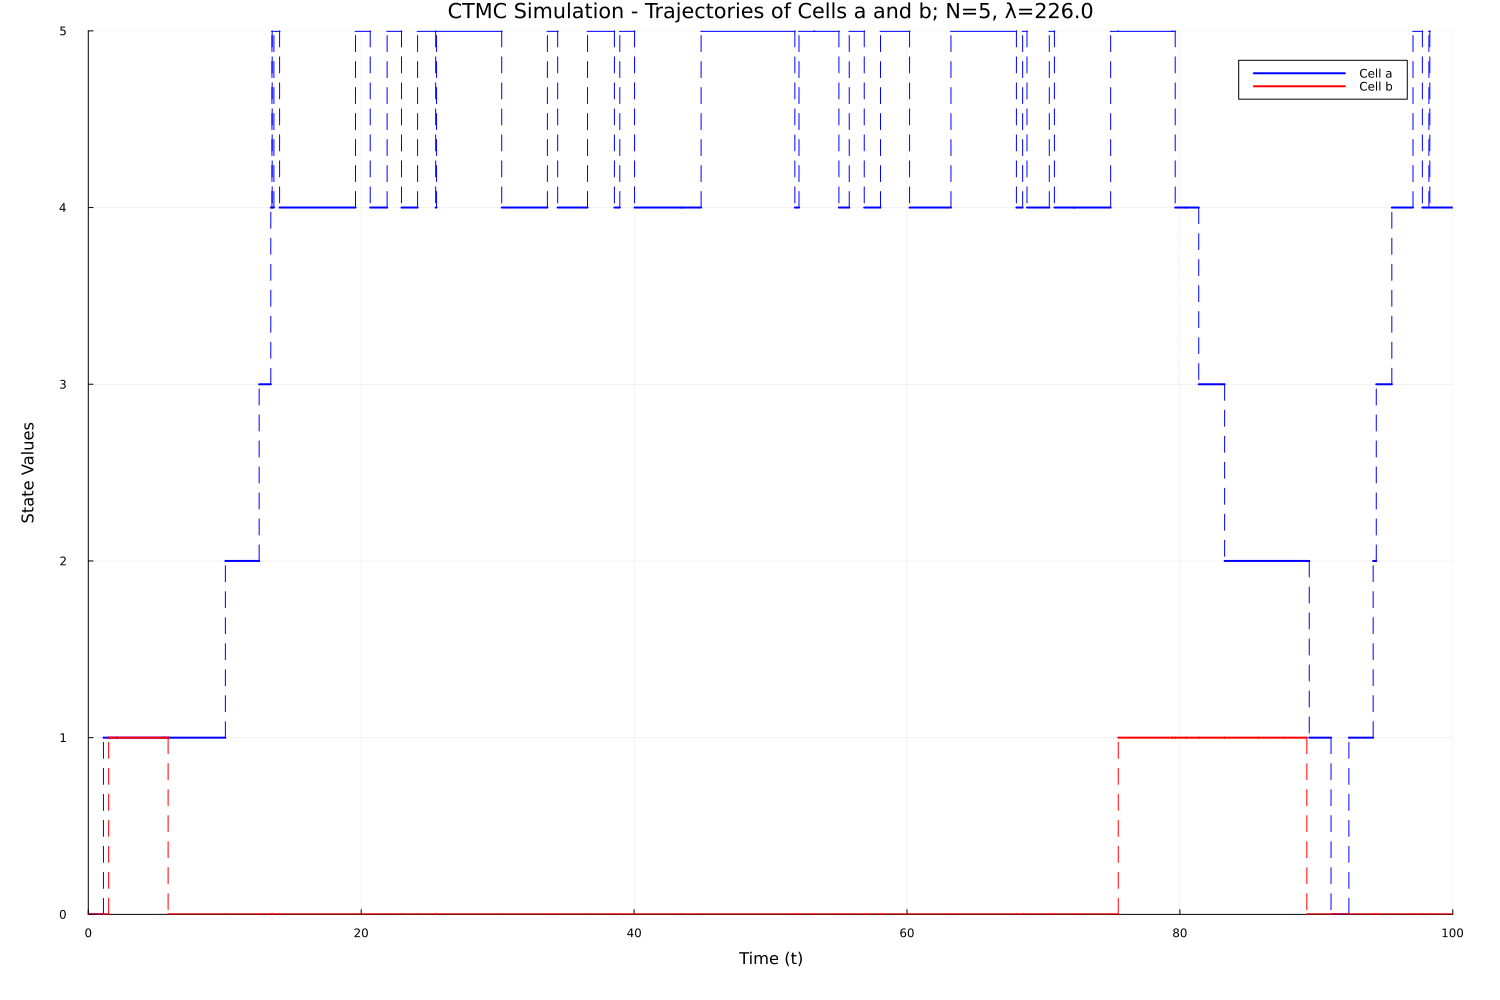 CTMC Simulation - Trajectories of Cells a and b; N=5, λ=226.0
5
Cell a
Cell b
4
3
State Values
2
1
0
0 20 40 60 80 100
Time (t)